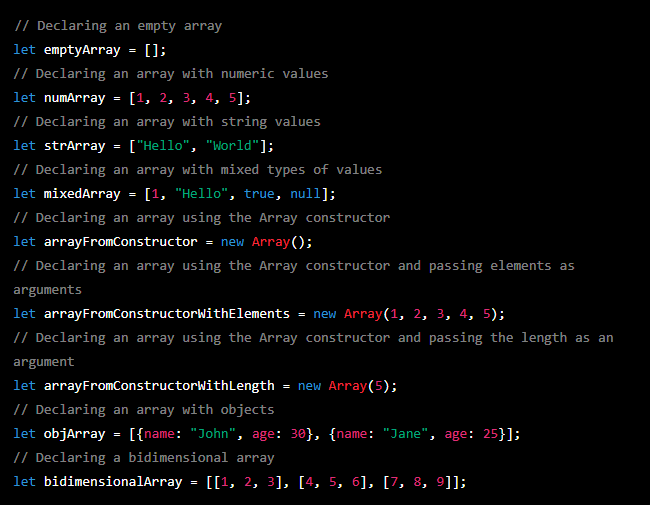 // Declaring an empty array
let emptyArray = [];
// Declaring an array with numeric values
let numArray = [1, 2, 3, 4, 5];
// Declaring an array with string values
let strArray = ["Hello", "World"];
// Declaring an array with mixed types of values
let mixedArray = [1, "Hello", true, null];
// Declaring an array using the Array constructor
let arrayFromConstructor = new Array();
// Declaring an array using the Array constructor and passing elements as
arguments
let arrayFromConstructorWithElements = new Array(1, 2, 3, 4, 5);
// Declaring an array using the Array constructor and passing the length as an
argument
let arrayFromConstructorWithLength = new Array(5);
// Declaring an array with objects
let objArray = [{name: "John", age: 30}, {name: "Jane", age: 25}];
// Declaring a bidimensional array
let bidimensionalArray = [[1, 2, 3], [4, 5, 6], [7, 8, 9]];